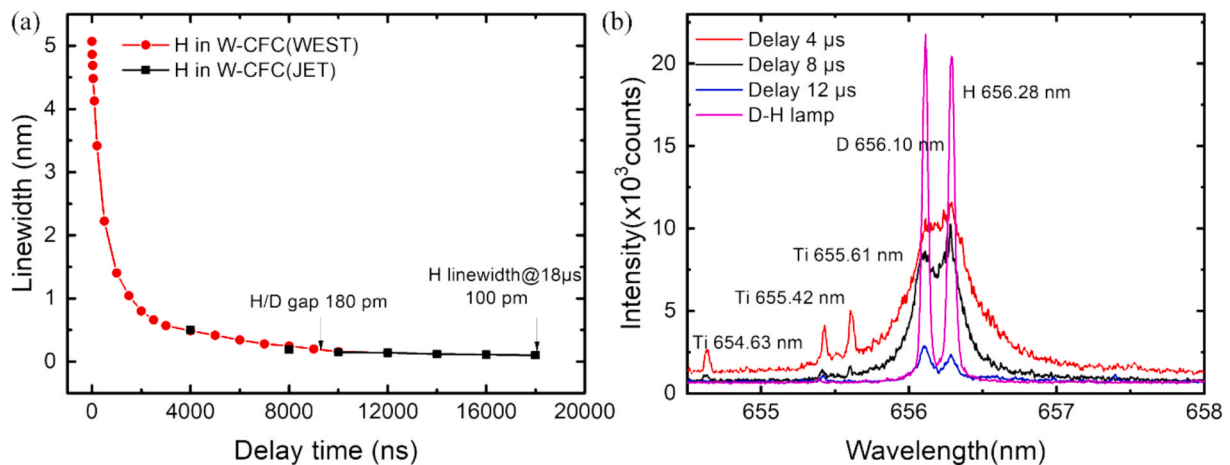 (a)
H in W-CFC(WEST)
H in W-CFC(JET)
H/D gap 180 pm
H linewidth@18μs
100 pm
5
4
3
2
1
0
Linewidth (nm)
0
4000
8000
12000
16000
20000
Delay time (ns)
(b)
Delay 4 μs
Delay 8 μs
Delay 12 μs
D-H lamp
H 656.28 nm
D 656.10 nm
Ti 655.61 nm
Ti 655.42 nm
Ti 654.63 nm
20
15
10
5
0
Intensity(x10³counts)
655
656
657
658
Wavelength(nm)